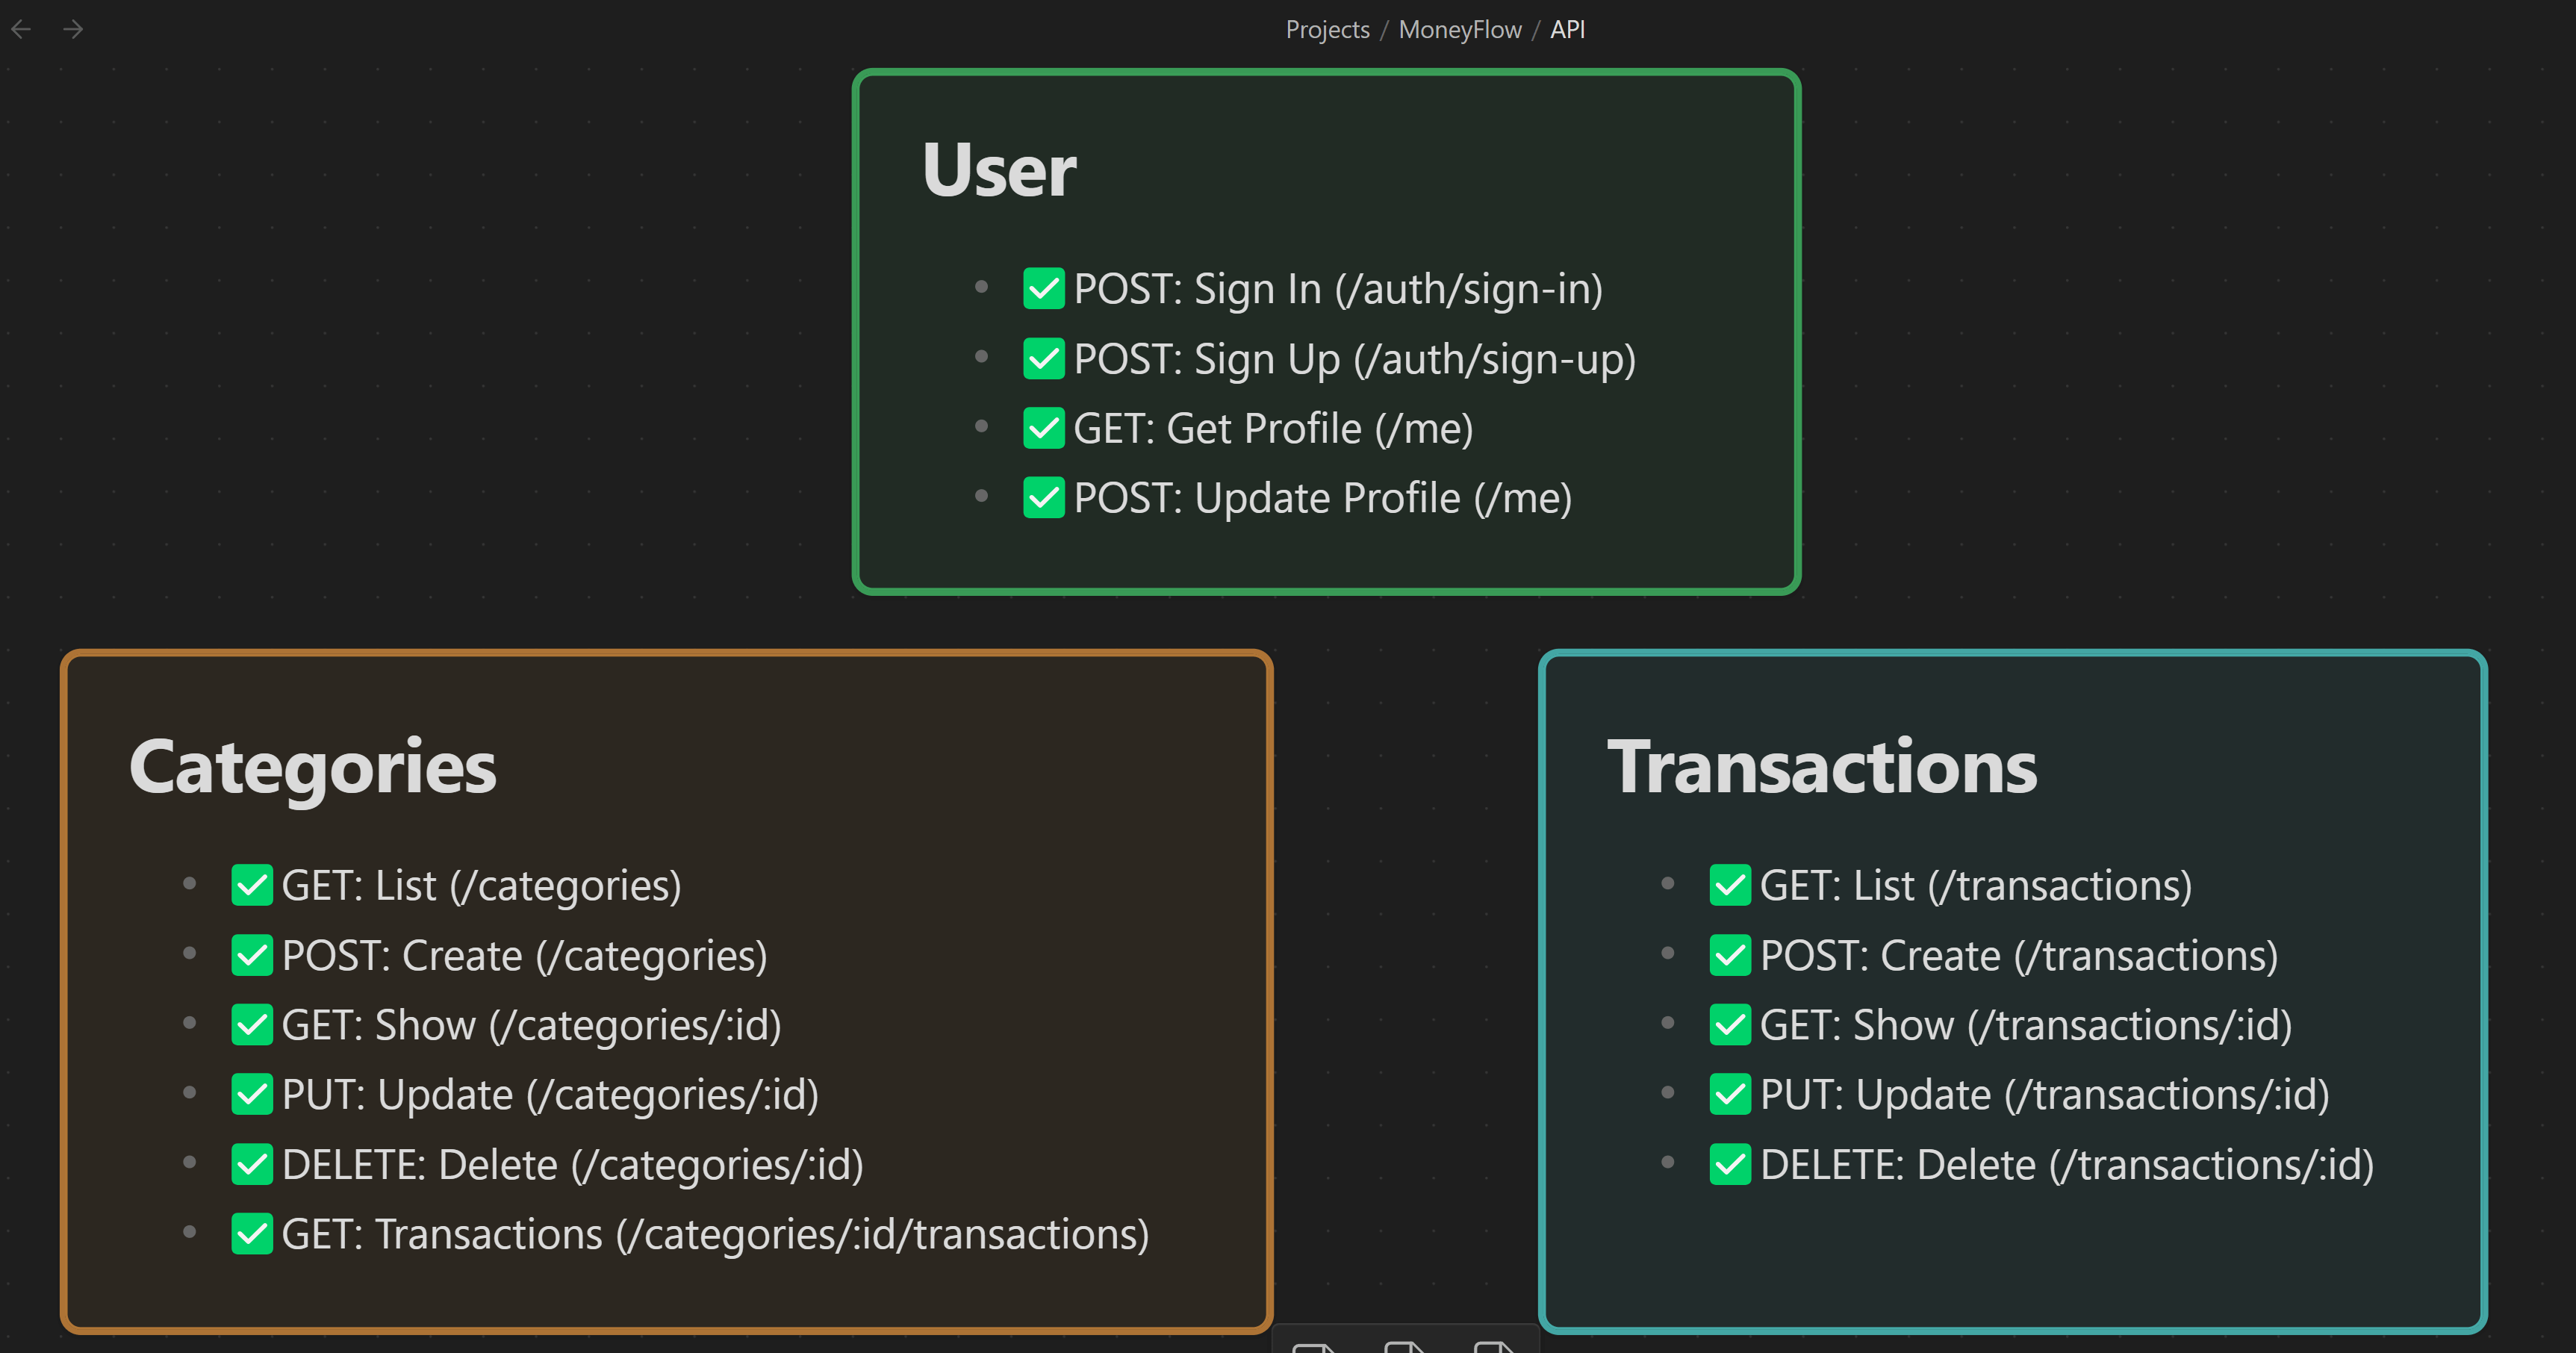 Projects / MoneyFlow / API
User
✅ POST: Sign In (/auth/sign-in)
✅ POST: Sign Up (/auth/sign-up)
✅ GET: Get Profile (/me)
✅ POST: Update Profile (/me)
Categories
✅ GET: List (/categories)
✅ POST: Create (/categories)
✅ GET: Show (/categories/:id)
✅ PUT: Update (/categories/:id)
✅ DELETE: Delete (/categories/:id)
✅ GET: Transactions (/categories/:id/transactions)
Transactions
✅ GET: List (/transactions)
✅ POST: Create (/transactions)
✅ GET: Show (/transactions/:id)
✅ PUT: Update (/transactions/:id)
✅ DELETE: Delete (/transactions/:id)